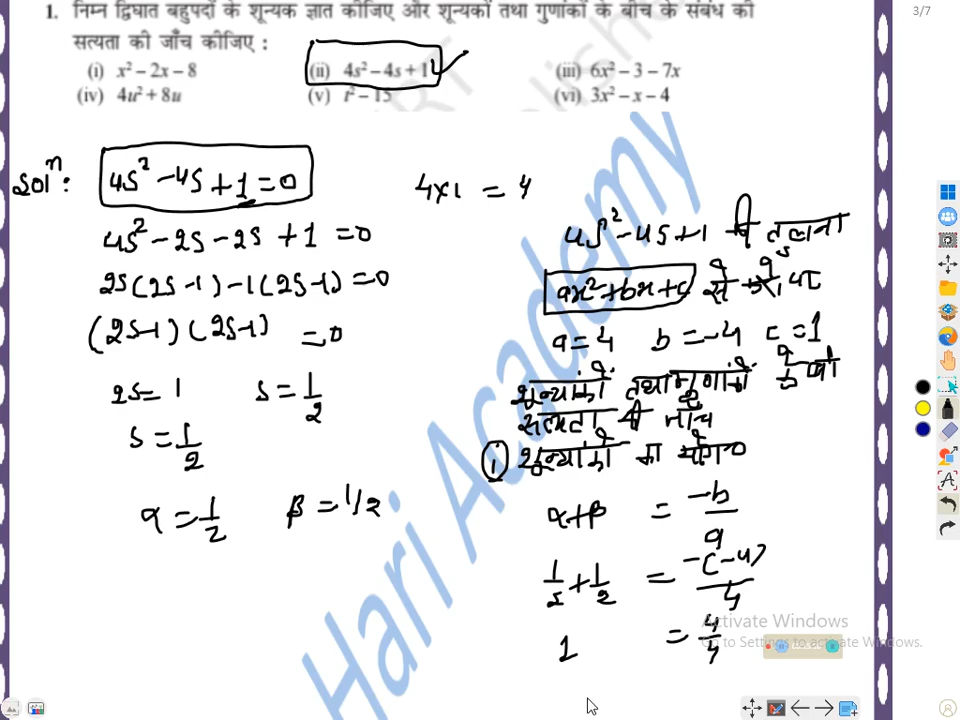 1. निम्न द्विघात बहुपदों के शून्यक ज्ञात कीजिए और शून्यकों तथा गुणांकों के बीच के संबंध की
सत्यता की जाँच कीजिए :
(i) x² – 2x – 8 (ii) 4s² – 4s + 1 (iii) 6x² – 3 – 7x
(iv) 4u² + 8u (v) t² – 15 (vi) 3x² – x – 4
3/7
Solⁿ: 4s² - 4s + 1 = 0
4×1 = 4
4s² - 2s - 2s + 1 = 0
2s(2s-1) - 1(2s-1) = 0
(2s-1)(2s-1) = 0
2s = 1 s = 1/2
s = 1/2
α = 1/2 β = 1/2
4s² - 4s + 1 की तुलना
ax² + bx + c से करने पर
a = 4 b = -4 c = 1
शून्यांकों तथा गुणांकों के
सत्यता की जांच
(i) शून्यांकों का योगफल
α + β = -b/a
1/2 + 1/2 = -(-4)/4
1 = 4/4
Hari Academy
Activate Windows
Go to Settings to activate Windows.